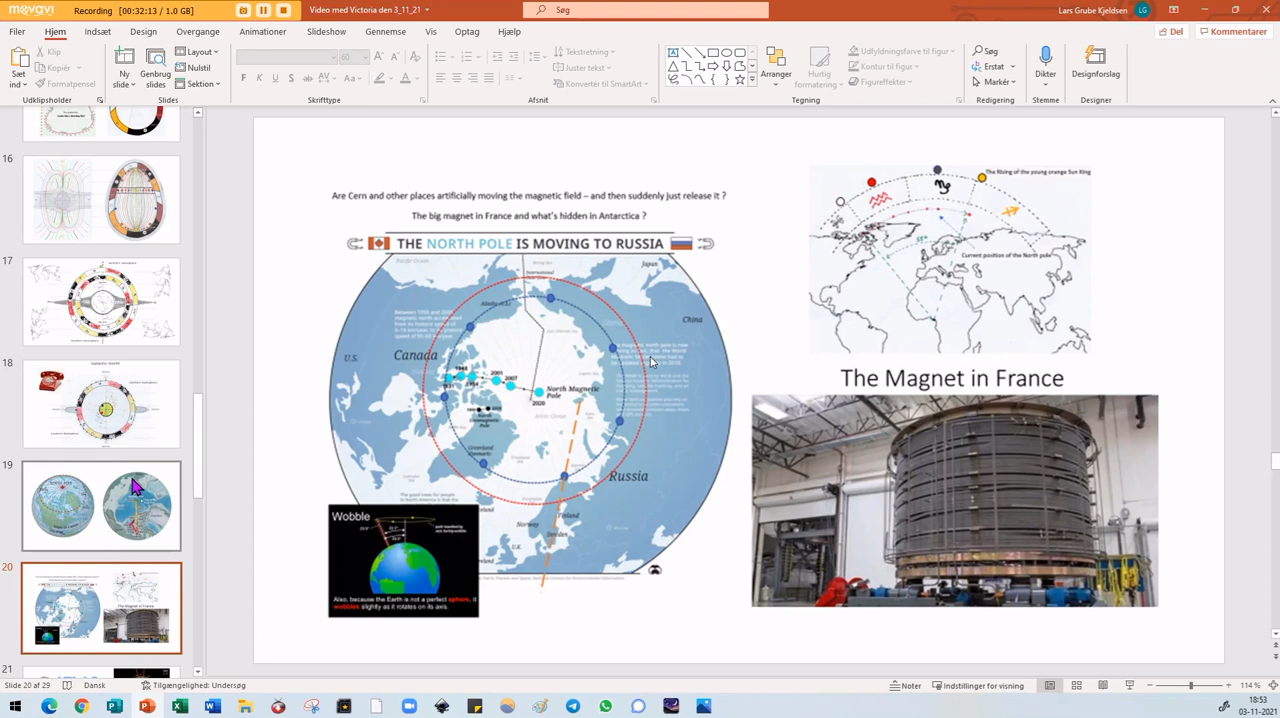 movavi
Recording (00:32:13 / 1.0 GB)
Video med Victoria den 3_11_21
Søg
Lars Grube Kjeldsen
LG
Filer
Hjem
Indsæt
Design
Overgange
Animationer
Slideshow
Gennemse
Vis
Optag
Hjælp
Del
Kommentarer
Sæt ind
Klip
Kopiér
Formatpensel
Udklipsholder
Ny slide
Genbrug slides
Layout
Nulstil
Sektion
Slides
Skrifttype
Tekstretning
Juster tekst
Konvertér til SmartArt
Afsnit
Arranger
Hurtig formatering
Udfyldningsfarve til figur
Kontur til figur
Figureffekter
Tegning
Søg
Erstat
Markér
Redigering
Dikter
Stemme
Designforslag
Designer
16
17
18
19
20
21
Are Cern and other places artificially moving the magnetic field – and then suddenly just release it ?
The big magnet in France and what's hidden in Antarctica ?
THE NORTH POLE IS MOVING TO RUSSIA
Pacific Ocean
Japan
China
Alaska (U.S.)
U.S.
Canada
2001
2007
2020
North Magnetic
Pole
Russia
Norway
Finland
Sweden
U.K.
Wobble
Also, because the Earth is not a perfect sphere, it
wobbles slightly as it rotates on its axis.
The Rising of the young orange Sun King
Current position of the North pole
The Magnet in France
Slide 20 af 29
Dansk
Tilgængelighed: Undersøg
Noter
Indstillinger for visning
114 %
18:53
03-11-2021